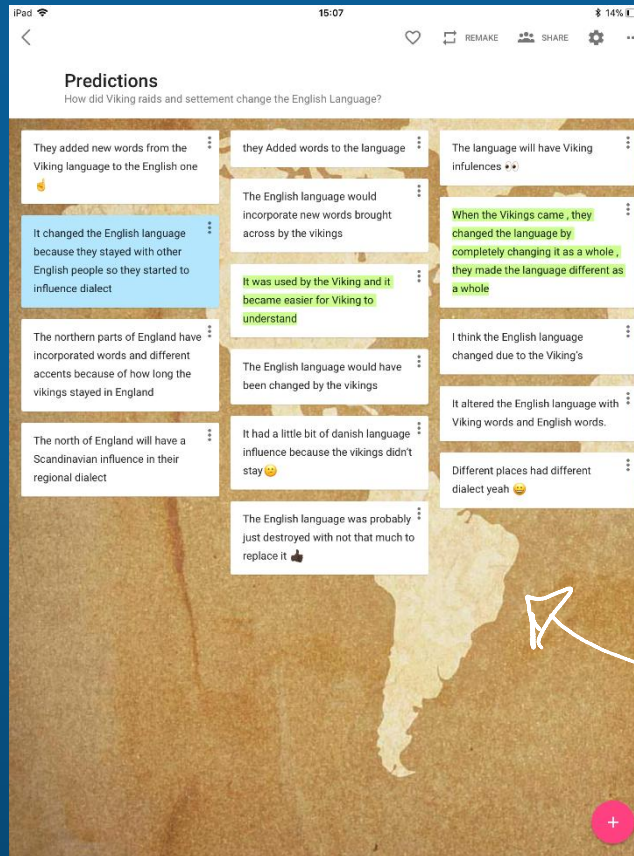 iPad
15:07
14%
REMAKE
SHARE
Predictions
How did Viking raids and settement change the English Language?
They added new words from the
Viking language to the English one
☝
It changed the English language
because they stayed with other
English people so they started to
influence dialect
The northern parts of England have
incorporated words and different
accents because of how long the
vikings stayed in England
The north of England will have a
Scandinavian influence in their
regional dialect
they Added words to the language
The English language would
incorporate new words brought
across by the vikings
It was used by the Viking and it
became easier for Viking to
understand
The English language would have
been changed by the vikings
It had a little bit of danish language
influence because the vikings didn't
stay
The English language was probably
just destroyed with not that much to
replace it
The language will have Viking
infulences 👀
When the Vikings came , they
changed the language by
completely changing it as a whole ,
they made the language different as
a whole
I think the English language
changed due to the Viking's
It altered the English language with
Viking words and English words.
Different places had different
dialect yeah 😄